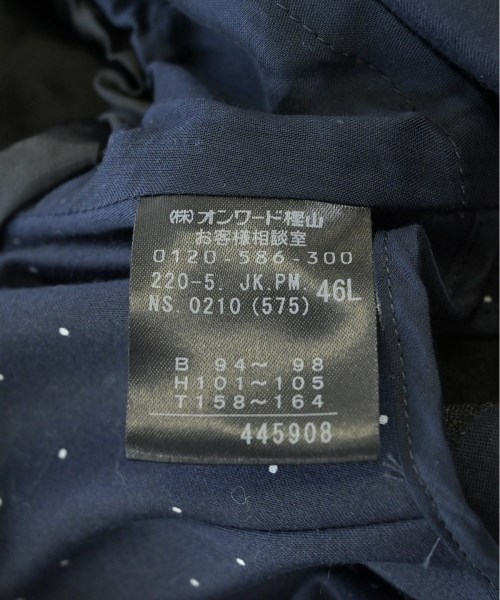 (株)オンワード樫山
お客様相談室
0120-586-300
220-5. JK.PM. 46L
NS. 0210 (575)
B 94～ 98
H101～105
T158～164
445908